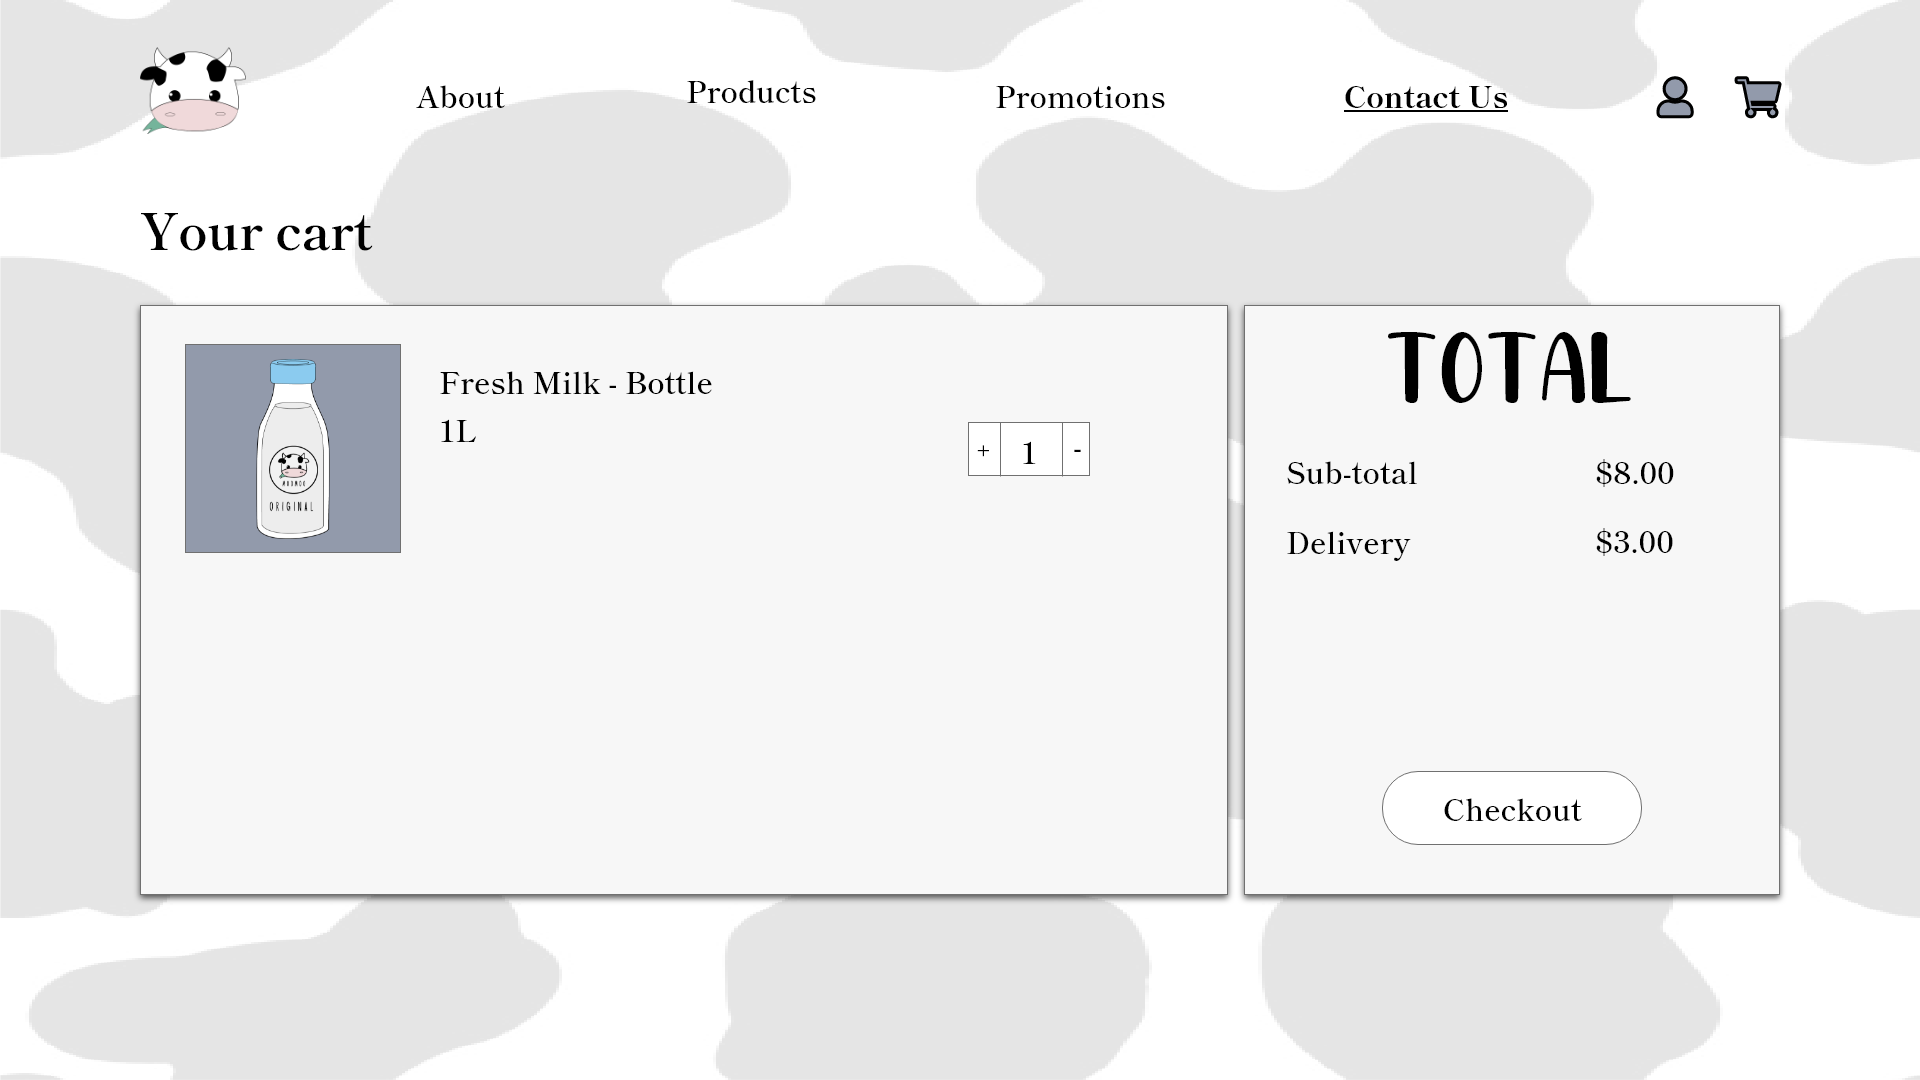 About
Products
Promotions
Contact Us
Your cart
Fresh Milk - Bottle
1L
+ 1 -
MOOMOO
ORIGINAL
TOTAL
Sub-total $8.00
Delivery $3.00
Checkout